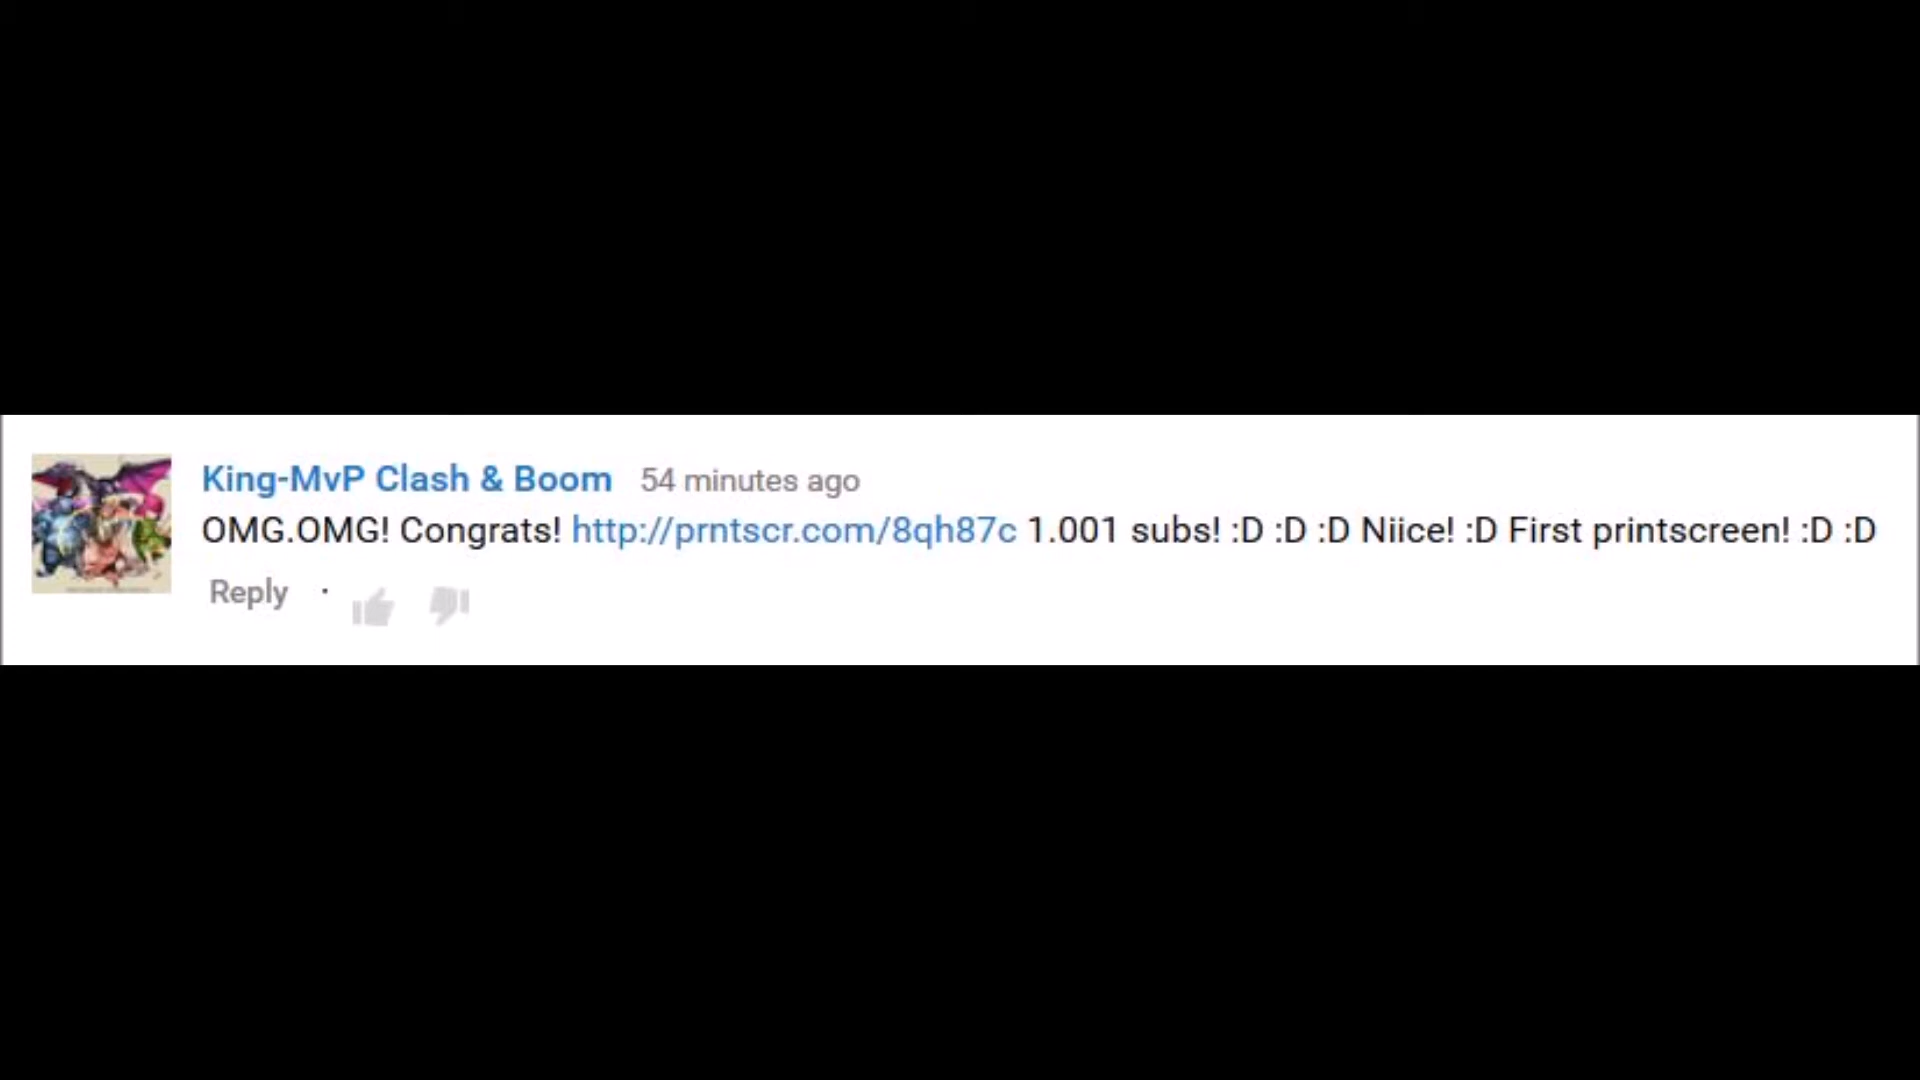 King-MvP Clash & Boom 54 minutes ago
OMG.OMG! Congrats! http://prntscr.com/8qh87c 1.001 subs! :D :D :D Niice! :D First printscreen! :D :D
Reply ·